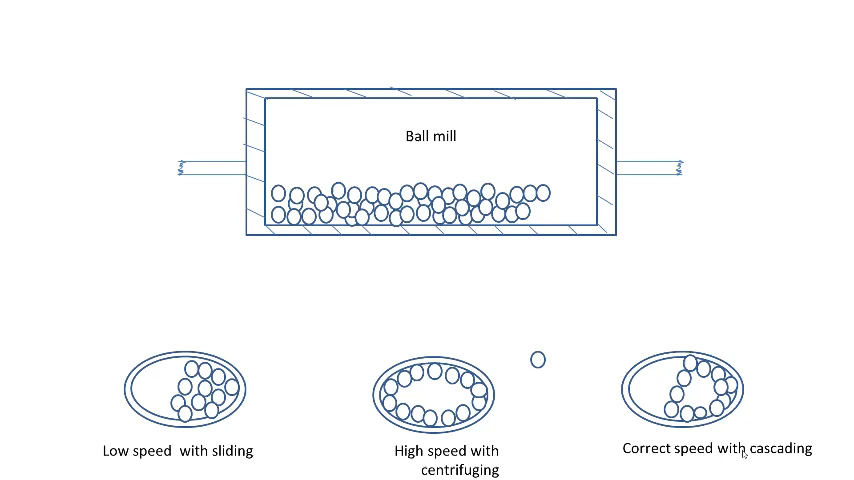 Ball mill
Low speed  with sliding
High speed with
centrifuging
Correct speed with cascading